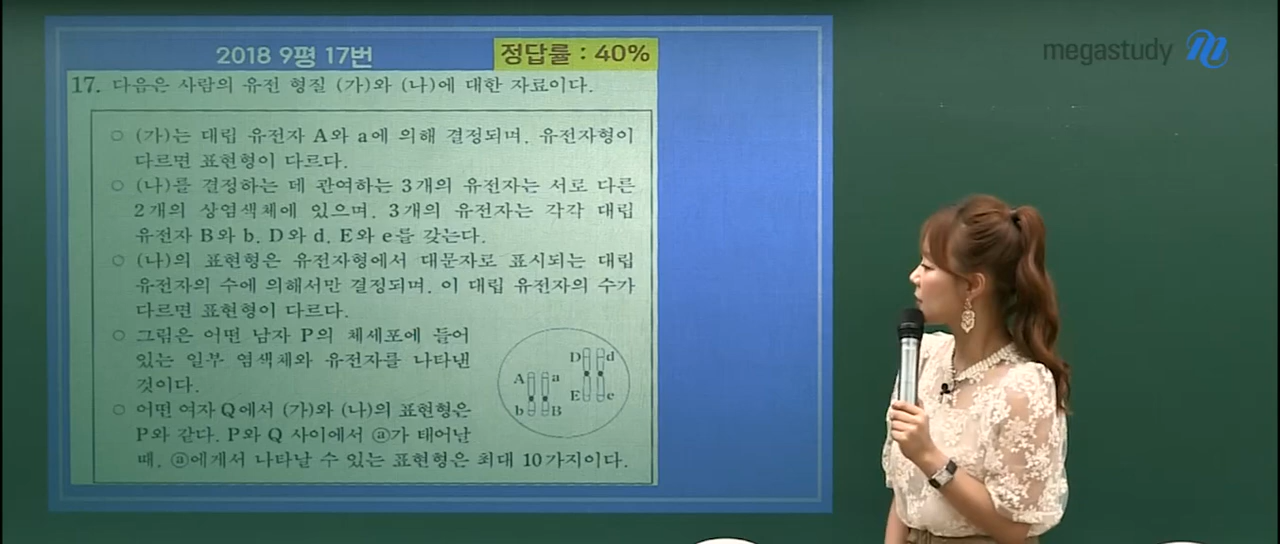 2018 9평 17번
정답률 : 40%
megastudy
17. 다음은 사람의 유전 형질 (가)와 (나)에 대한 자료이다.
○ (가)는 대립 유전자 A와 a에 의해 결정되며, 유전자형이
다르면 표현형이 다르다.
○ (나)를 결정하는 데 관여하는 3개의 유전자는 서로 다른
2개의 상염색체에 있으며, 3개의 유전자는 각각 대립
유전자 B와 b, D와 d, E와 e를 갖는다.
○ (나)의 표현형은 유전자형에서 대문자로 표시되는 대립
유전자의 수에 의해서만 결정되며, 이 대립 유전자의 수가
다르면 표현형이 다르다.
○ 그림은 어떤 남자 P의 체세포에 들어
있는 일부 염색체와 유전자를 나타낸
것이다.
A a
b B
D d
E e
○ 어떤 여자 Q에서 (가)와 (나)의 표현형은
P와 같다. P와 Q 사이에서 ⓐ가 태어날
때, ⓐ에게서 나타날 수 있는 표현형은 최대 10가지이다.